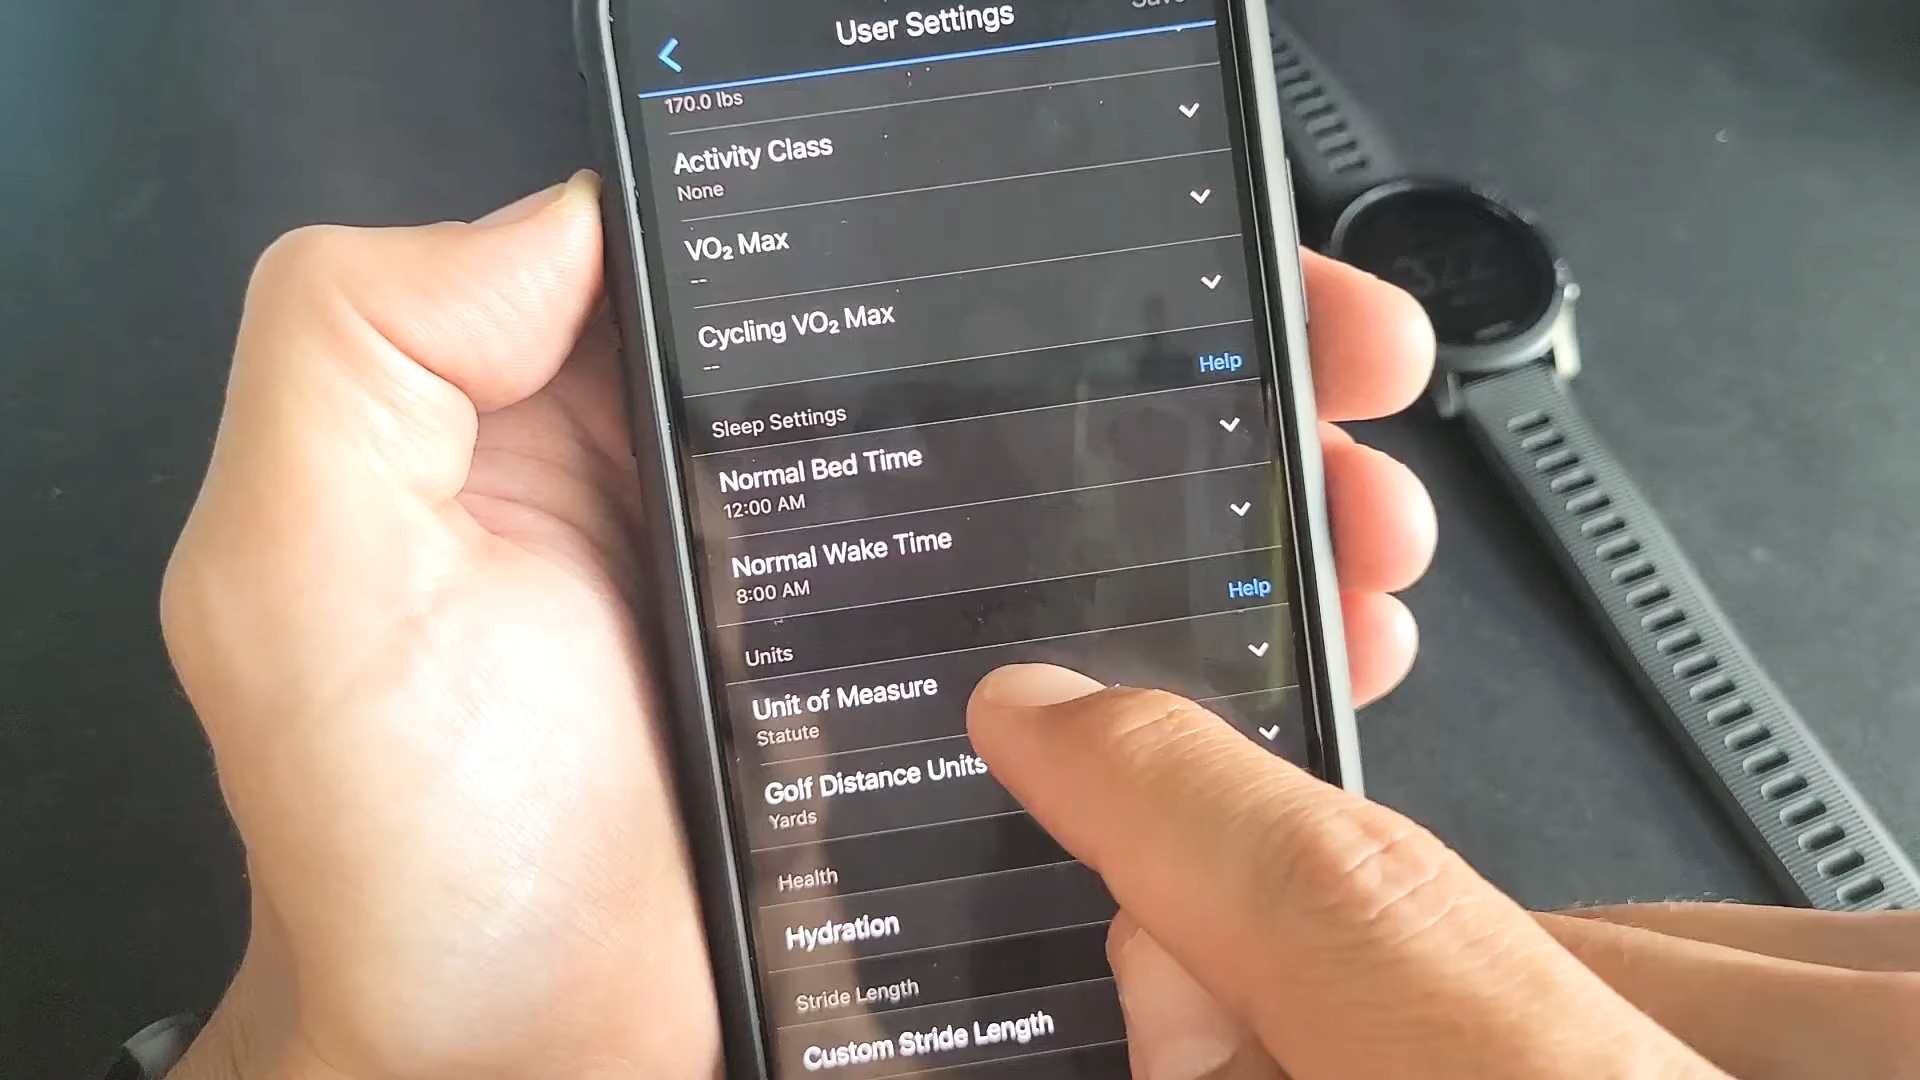 User Settings
170.0 lbs
Activity Class
None
VO₂ Max
--
Cycling VO₂ Max
--
Help
Sleep Settings
Normal Bed Time
12:00 AM
Normal Wake Time
8:00 AM
Help
Units
Unit of Measure
Statute
Golf Distance Units
Yards
Health
Hydration
Stride Length
Custom Stride Length